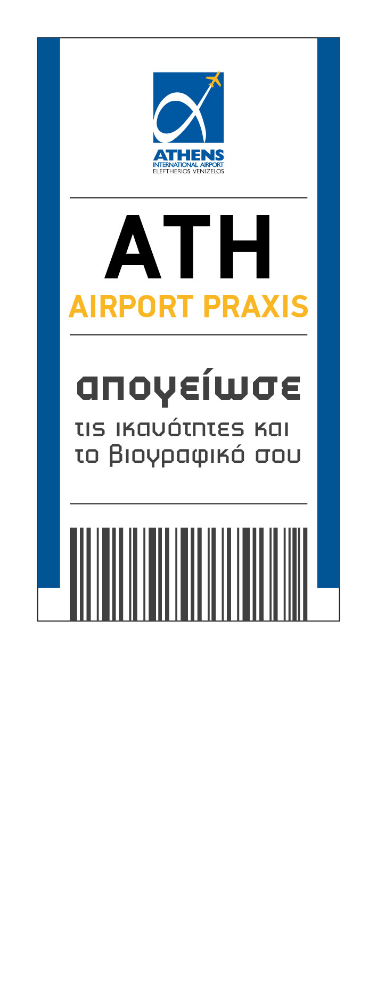 ATHENS
INTERNATIONAL AIRPORT
ELEFTHERIOS VENIZELOS
ATH
AIRPORT PRAXIS
απογείωσε
τις ικανότητες και
το βιογραφικό σου